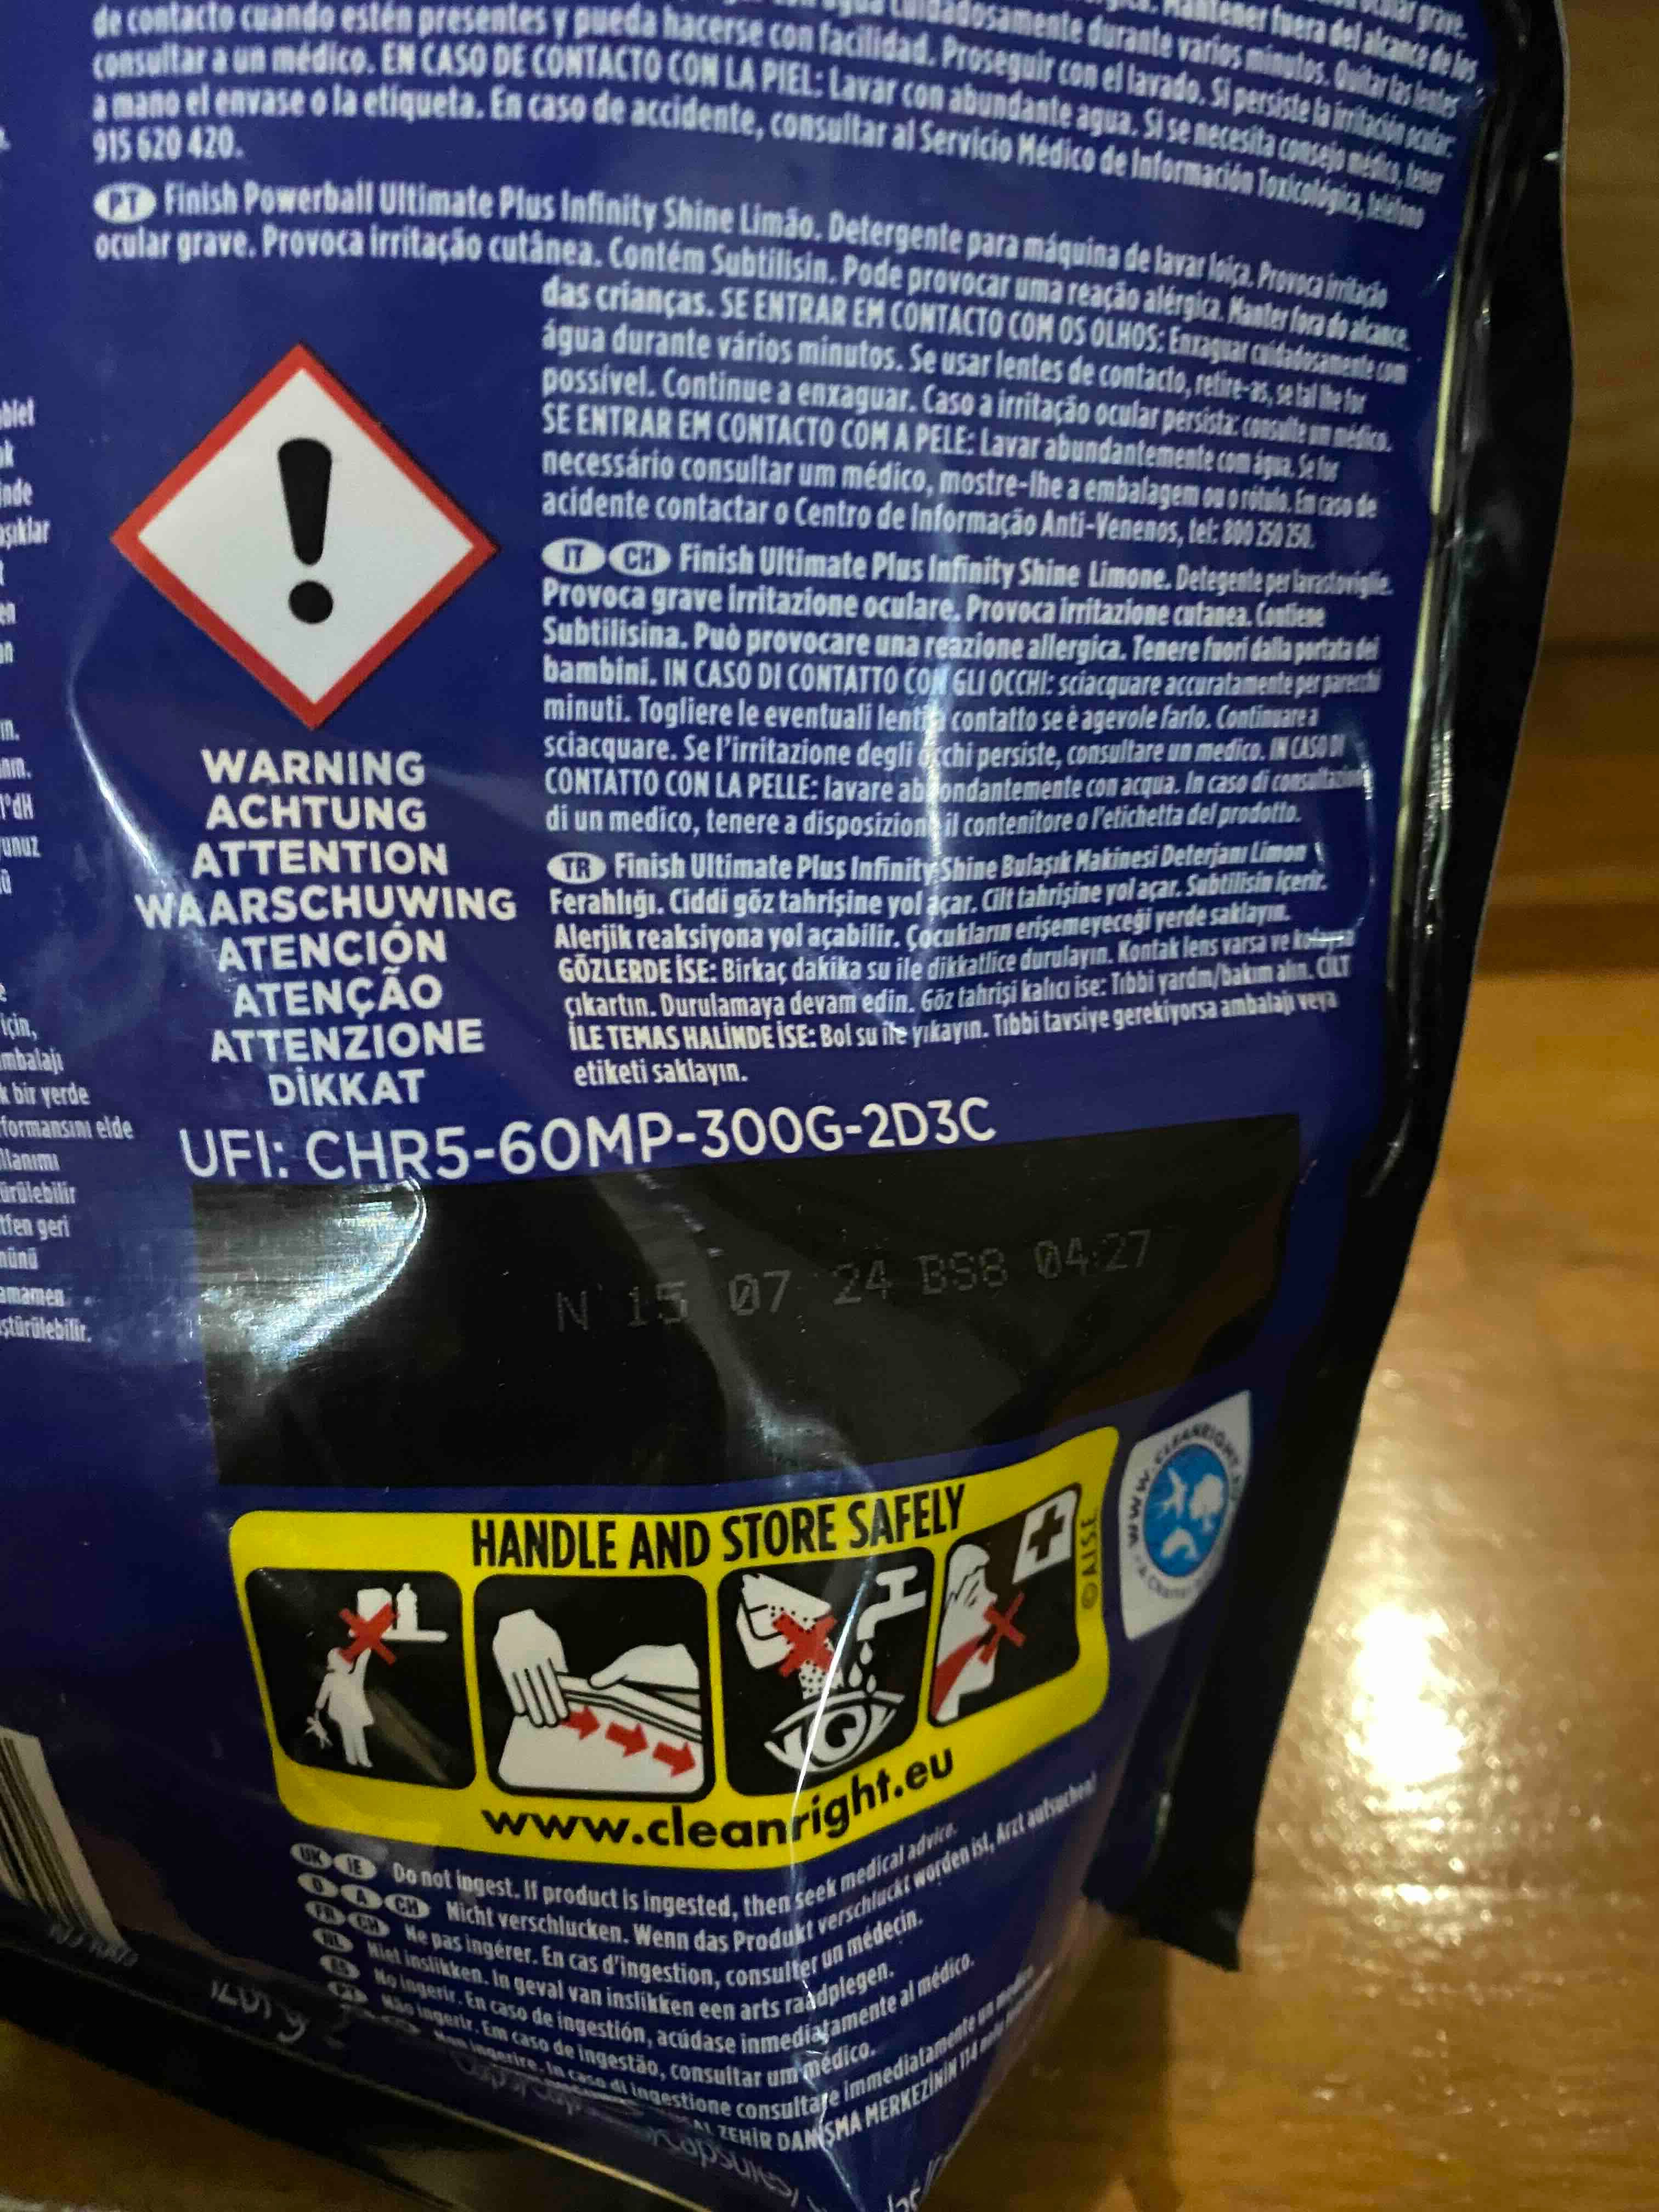 de contacto cuando estén presentes y pueda hacerse con facilidad. Proseguir con el lavado. Si persiste la irritación ocular:
consultar a un médico. EN CASO DE CONTACTO CON LA PIEL: Lavar con abundante agua. Si se necesita consejo médico, tener
a mano el envase o la etiqueta. En caso de accidente, consultar al Servicio Médico de Información Toxicológica, teléfono
915 620 420.
PT Finish Powerball Ultimate Plus Infinity Shine Limão. Detergente para máquina de lavar loiça. Provoca irritação
ocular grave. Provoca irritação cutânea. Contém Subtilisin. Pode provocar uma reação alérgica. Manter fora do alcance
das crianças. SE ENTRAR EM CONTACTO COM OS OLHOS: Enxaguar cuidadosamente com
água durante vários minutos. Se usar lentes de contacto, retire-as, se tal lhe for
possível. Continue a enxaguar. Caso a irritação ocular persista: consulte um médico.
SE ENTRAR EM CONTACTO COM A PELE: Lavar abundantemente com água. Se for
necessário consultar um médico, mostre-lhe a embalagem ou o rótulo. Em caso de
acidente contactar o Centro de Informação Anti-Venenos, tel: 800 250 250.
IT CH Finish Ultimate Plus Infinity Shine Limone. Detegente per lavastoviglie.
Provoca grave irritazione oculare. Provoca irritazione cutanea. Contiene
Subtilisina. Può provocare una reazione allergica. Tenere fuori dalla portata dei
bambini. IN CASO DI CONTATTO CON GLI OCCHI: sciacquare accuratamente per parecchi
minuti. Togliere le eventuali lenti a contatto se è agevole farlo. Continuare a
sciacquare. Se l'irritazione degli occhi persiste, consultare un medico. IN CASO DI
CONTATTO CON LA PELLE: lavare abbondantemente con acqua. In caso di consultazione
di un medico, tenere a disposizione il contenitore o l'etichetta del prodotto.
TR Finish Ultimate Plus Infinity Shine Bulaşık Makinesi Deterjanı Limon
Ferahlığı. Ciddi göz tahrişine yol açar. Cilt tahrişine yol açar. Subtilisin içerir.
Alerjik reaksiyona yol açabilir. Çocukların erişemeyeceği yerde saklayın.
GÖZLERDE İSE: Birkaç dakika su ile dikkatlice durulayın. Kontak lens varsa ve
çıkartın. Durulamaya devam edin. Göz tahrişi kalıcı ise: Tıbbi yardım/bakım alın. CİLT
İLE TEMAS HALİNDE İSE: Bol su ile yıkayın. Tıbbi tavsiye gerekiyorsa ambalajı veya
etiketi saklayın.
WARNING
ACHTUNG
ATTENTION
WAARSCHUWING
ATENCIÓN
ATENÇÃO
ATTENZIONE
DİKKAT
UFI: CHR5-60MP-300G-2D3C
N 15 07 24 BS8 04:27
HANDLE AND STORE SAFELY
© A.I.S.E.
WWW.CLEANRIGHT.EU
www.cleanright.eu
UK IE Do not ingest. If product is ingested, then seek medical advice.
D A CH Nicht verschlucken. Wenn das Produkt verschluckt worden ist, Arzt aufsuchen!
FR CH Ne pas ingérer. En cas d'ingestion, consulter un médecin.
NL Niet inslikken. In geval van inslikken een arts raadplegen.
ES No ingerir. En caso de ingestión, acúdase inmediatamente al médico.
PT Não ingerir. Em caso de ingestão, consultar um médico.
Non ingerire. In caso di ingestione consultare immediatamente un medico.
ZEHİR DANIŞMA MERKEZİNİN 114
bir yerde
formansını elde